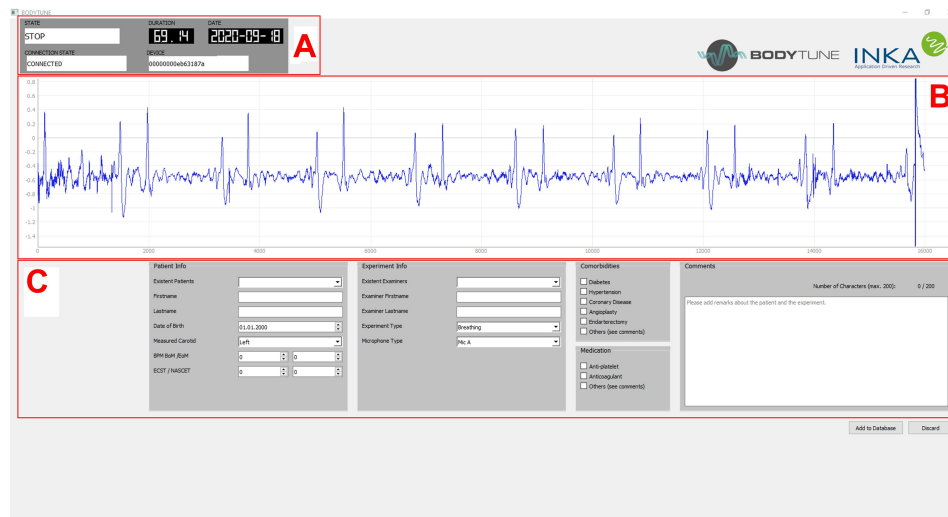 BODYTUNE
STATE DURATION DATE
STOP 69.14 2020-09-18
CONNECTION STATE DEVICE
CONNECTED 00000000eb63187a
A
BODYTUNE INKA
Application Driven Research
B
0.8
0.6
0.4
0.2
0
-0.2
-0.4
-0.6
-0.8
-1
-1.2
-1.4
0 2000 4000 6000 8000 10000 12000 14000 16000
C
Patient Info
Existent Patients
Firstname
Lastname
Date of Birth 01.01.2000
Measured Carotid Left
BPM BoM /EoM 0 0
ECST / NASCET 0 0
Experiment Info
Existent Examiners
Examiner Firstname
Examiner Lastname
Experiment Type Breathing
Microphone Type Mic A
Comorbidities
Diabetes
Hypertension
Coronary Disease
Angioplasty
Endarterectomy
Others (see comments)
Medication
Anti-platelet
Anticoagulant
Others (see comments)
Comments
Number of Characters (max. 200): 0 / 200
Please add remarks about the patient and the experiment.
Add to Database Discard